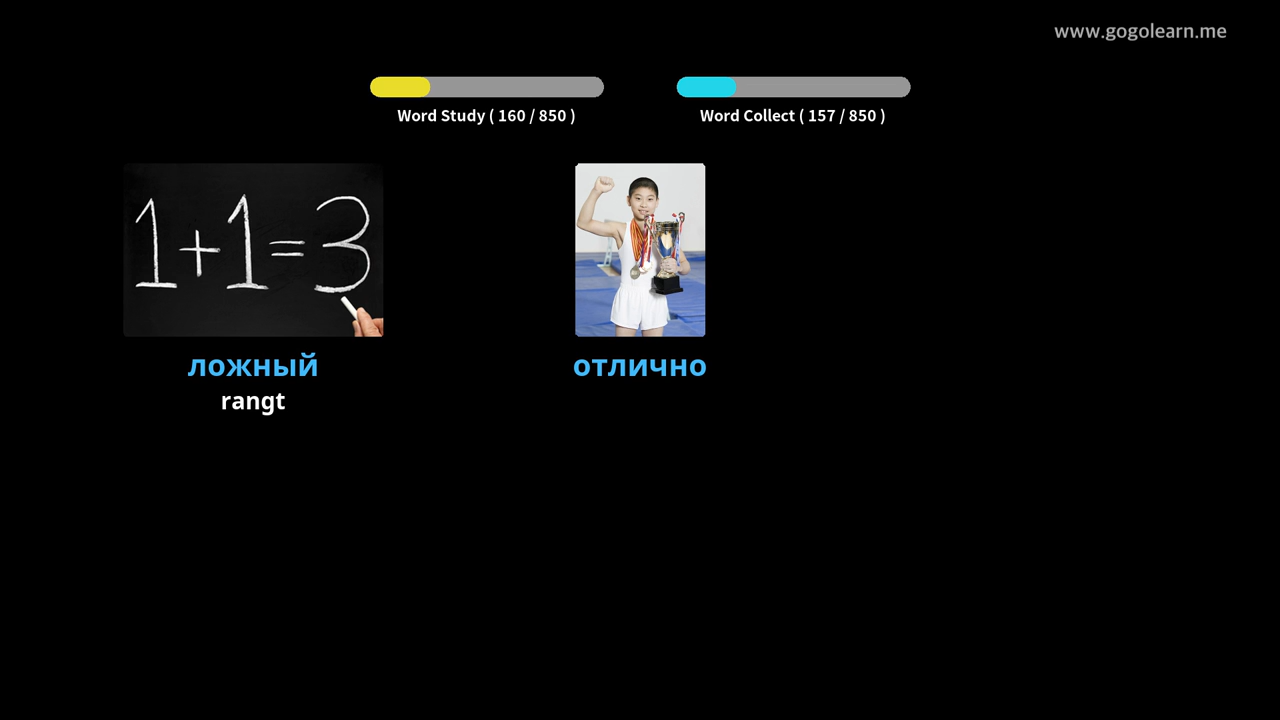 www.gogolearn.me
Word Study ( 160 / 850 )
Word Collect ( 157 / 850 )
1+1=3
ложный
rangt
отлично